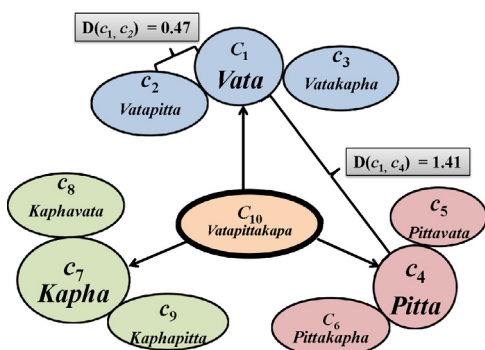 D(c1, c2) = 0.47
C1
Vata
c2
Vatapitta
c3
Vatakapha
D(c1, c4) = 1.41
c8
Kaphavata
c5
Pittavata
C10
Vatapittakapa
c7
Kapha
c4
Pitta
c9
Kaphapitta
C6
Pittakapha